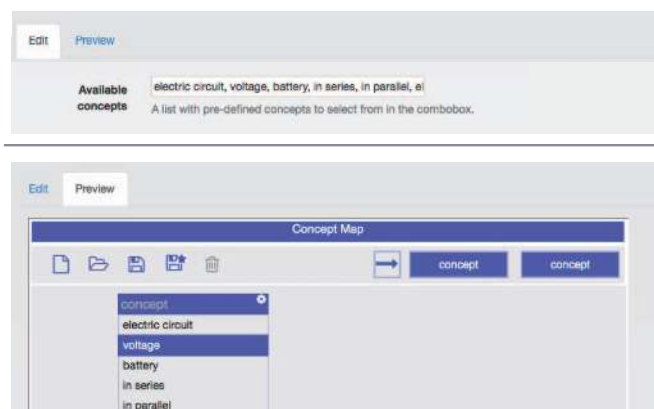 Edit Preview
Available concepts
electric circuit, voltage, battery, in series, in parallel, el
A list with pre-defined concepts to select from in the combobox.
Edit Preview
Concept Map
concept concept
concept
electric circuit
voltage
battery
in series
in parallel